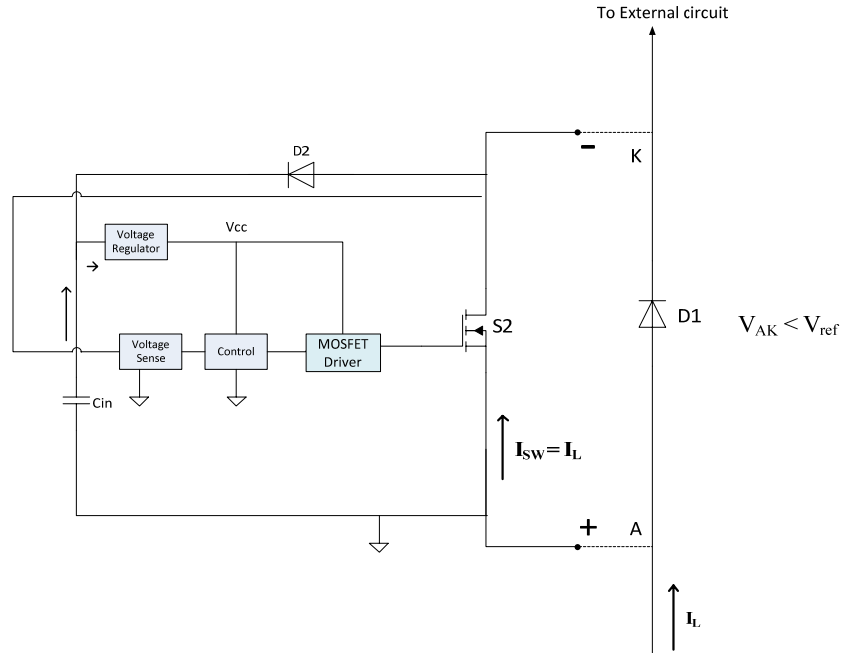 To External circuit
D2
−
K
Vcc
Voltage
Regulator
S2
D1
V_AK < V_ref
Voltage
Sense
Control
MOSFET
Driver
Cin
I_SW = I_L
+
A
I_L